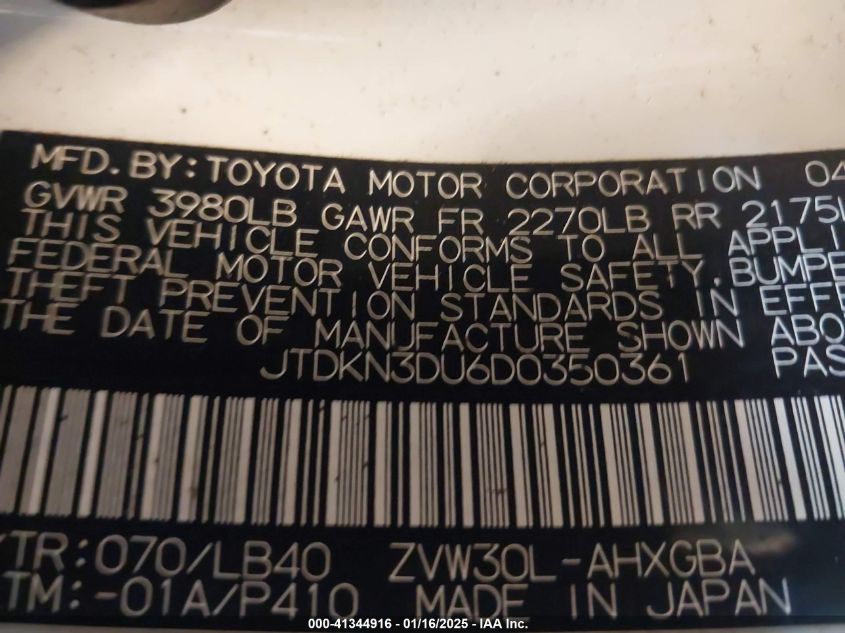 MFD. BY: TOYOTA MOTOR CORPORATION 04
GVWR 3980LB GAWR FR 2270LB RR 2175L
THIS VEHICLE CONFORMS TO ALL APPLI
FEDERAL MOTOR VEHICLE SAFETY, BUMPE
THEFT PREVENTION STANDARDS IN EFFE
THE DATE OF MANUFACTURE SHOWN ABO
JTDKN3DU6D0350361 PAS
/TR:070/LB40 ZVW30L-AHXGBA
TM:-01A/P410 MADE IN JAPAN
000-41344916 - 01/16/2025 - IAA Inc.